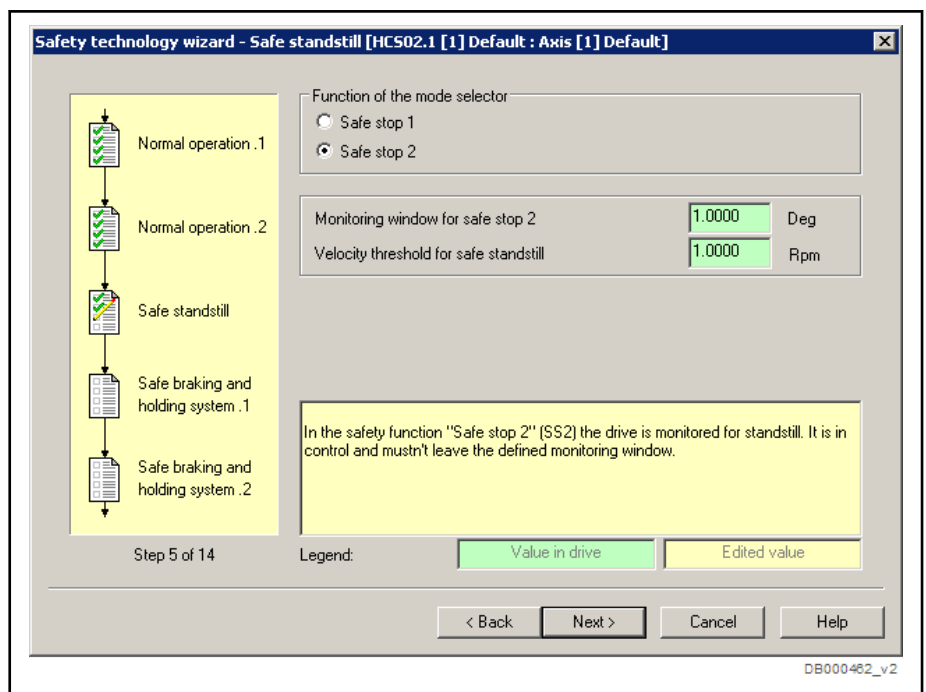 Safety technology wizard - Safe standstill [HCS02.1 [1] Default : Axis [1] Default]
Normal operation .1
Normal operation .2
Safe standstill
Safe braking and
holding system .1
Safe braking and
holding system .2
Step 5 of 14
Function of the mode selector
Safe stop 1
Safe stop 2
Monitoring window for safe stop 2 1.0000 Deg
Velocity threshold for safe standstill 1.0000 Rpm
In the safety function "Safe stop 2" (SS2) the drive is monitored for standstill. It is in
control and mustn't leave the defined monitoring window.
Legend: Value in drive Edited value
< Back Next > Cancel Help
DB000462_v2